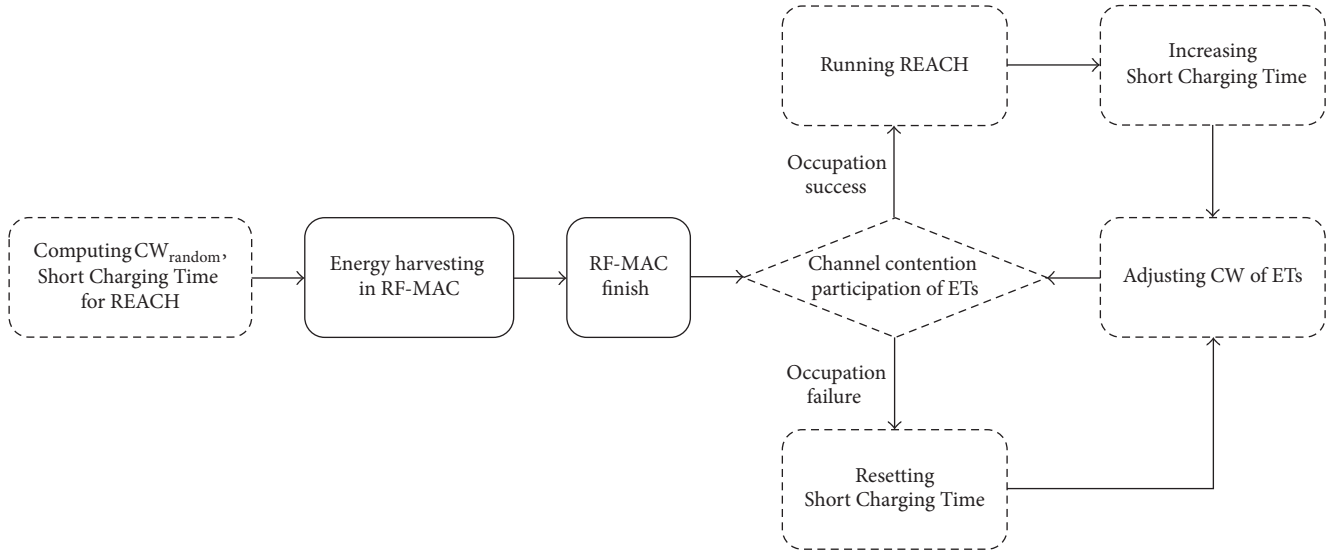 Computing CW_random,
Short Charging Time
for REACH
Energy harvesting
in RF-MAC
RF-MAC
finish
Channel contention
participation of ETs
Occupation
success
Running REACH
Increasing
Short Charging Time
Adjusting CW of ETs
Occupation
failure
Resetting
Short Charging Time